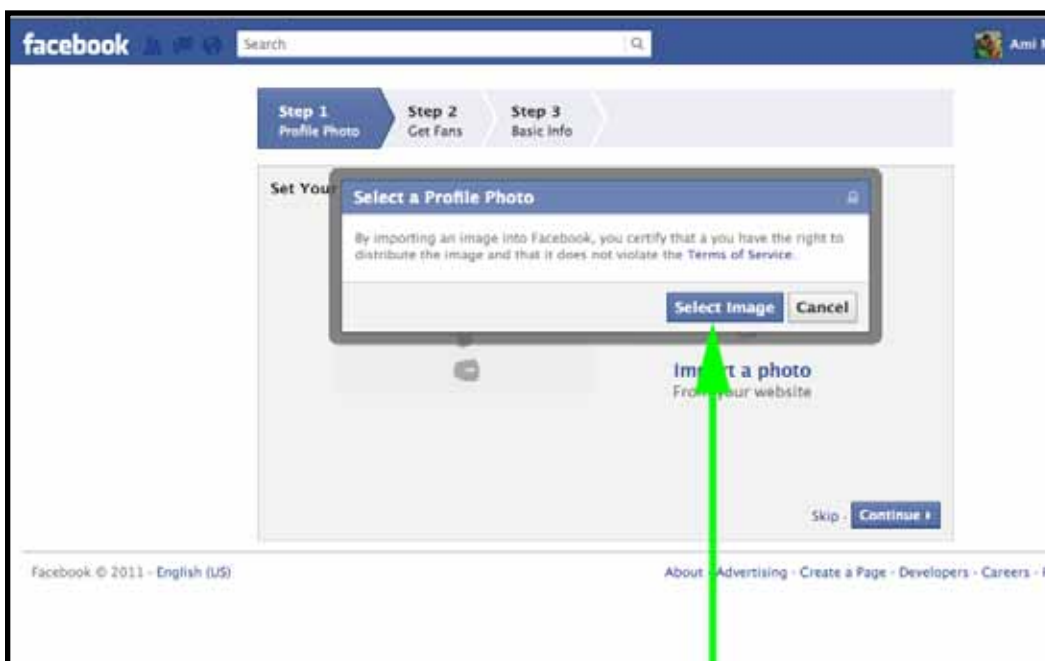 facebook
Search
Ami
Step 1
Profile Photo
Step 2
Get Fans
Step 3
Basic Info
Set Your
Select a Profile Photo
By importing an image into Facebook, you certify that a you have the right to
distribute the image and that it does not violate the Terms of Service.
Select Image
Cancel
a photo
website
Skip - Continue
Facebook © 2011 - English (US)
About - Advertising - Create a Page - Developers - Careers -